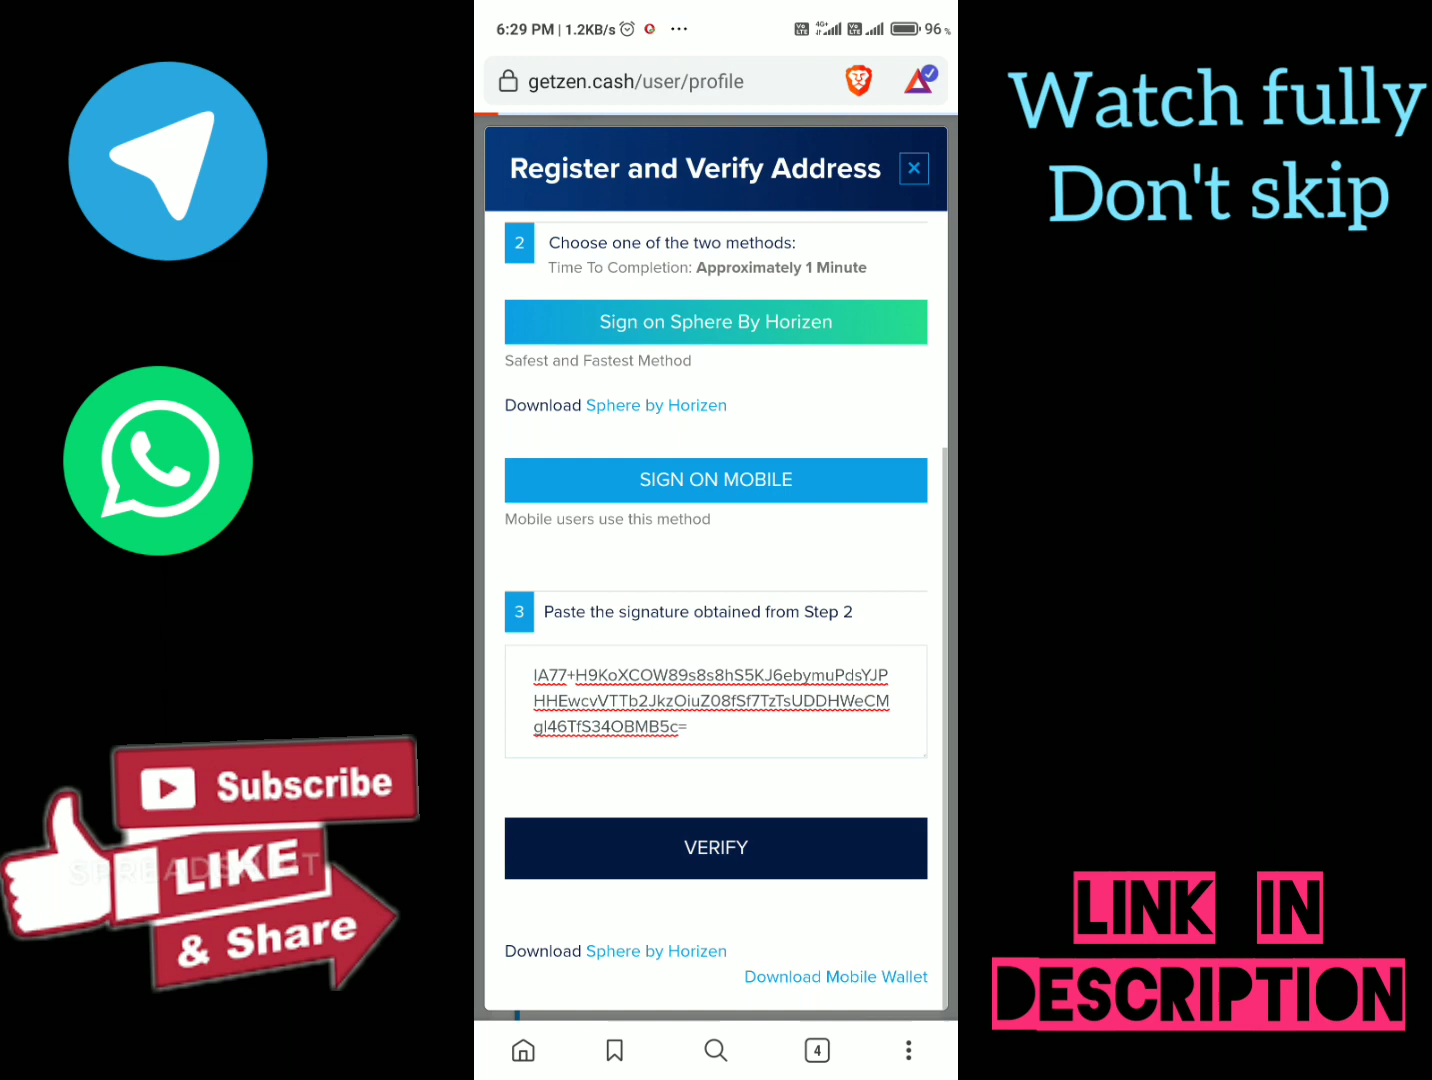 6:29 PM | 1.2KB/s ... 4G+ 96 %
getzen.cash/user/profile
Register and Verify Address
2 Choose one of the two methods:
Time To Completion: Approximately 1 Minute
Sign on Sphere By Horizen
Safest and Fastest Method
Download Sphere by Horizen
SIGN ON MOBILE
Mobile users use this method
3 Paste the signature obtained from Step 2
IA77+H9KoXCOW89s8s8hS5KJ6ebymuPdsYJP
HHEwcvVTTb2JkzOiuZ08fSf7TzTsUDDHWeCM
gI46TfS34OBMB5c=
VERIFY
Download Sphere by Horizen
Download Mobile Wallet
4
Watch fully
Don't skip
Subscribe
LIKE
& Share
LINK IN
DESCRIPTION